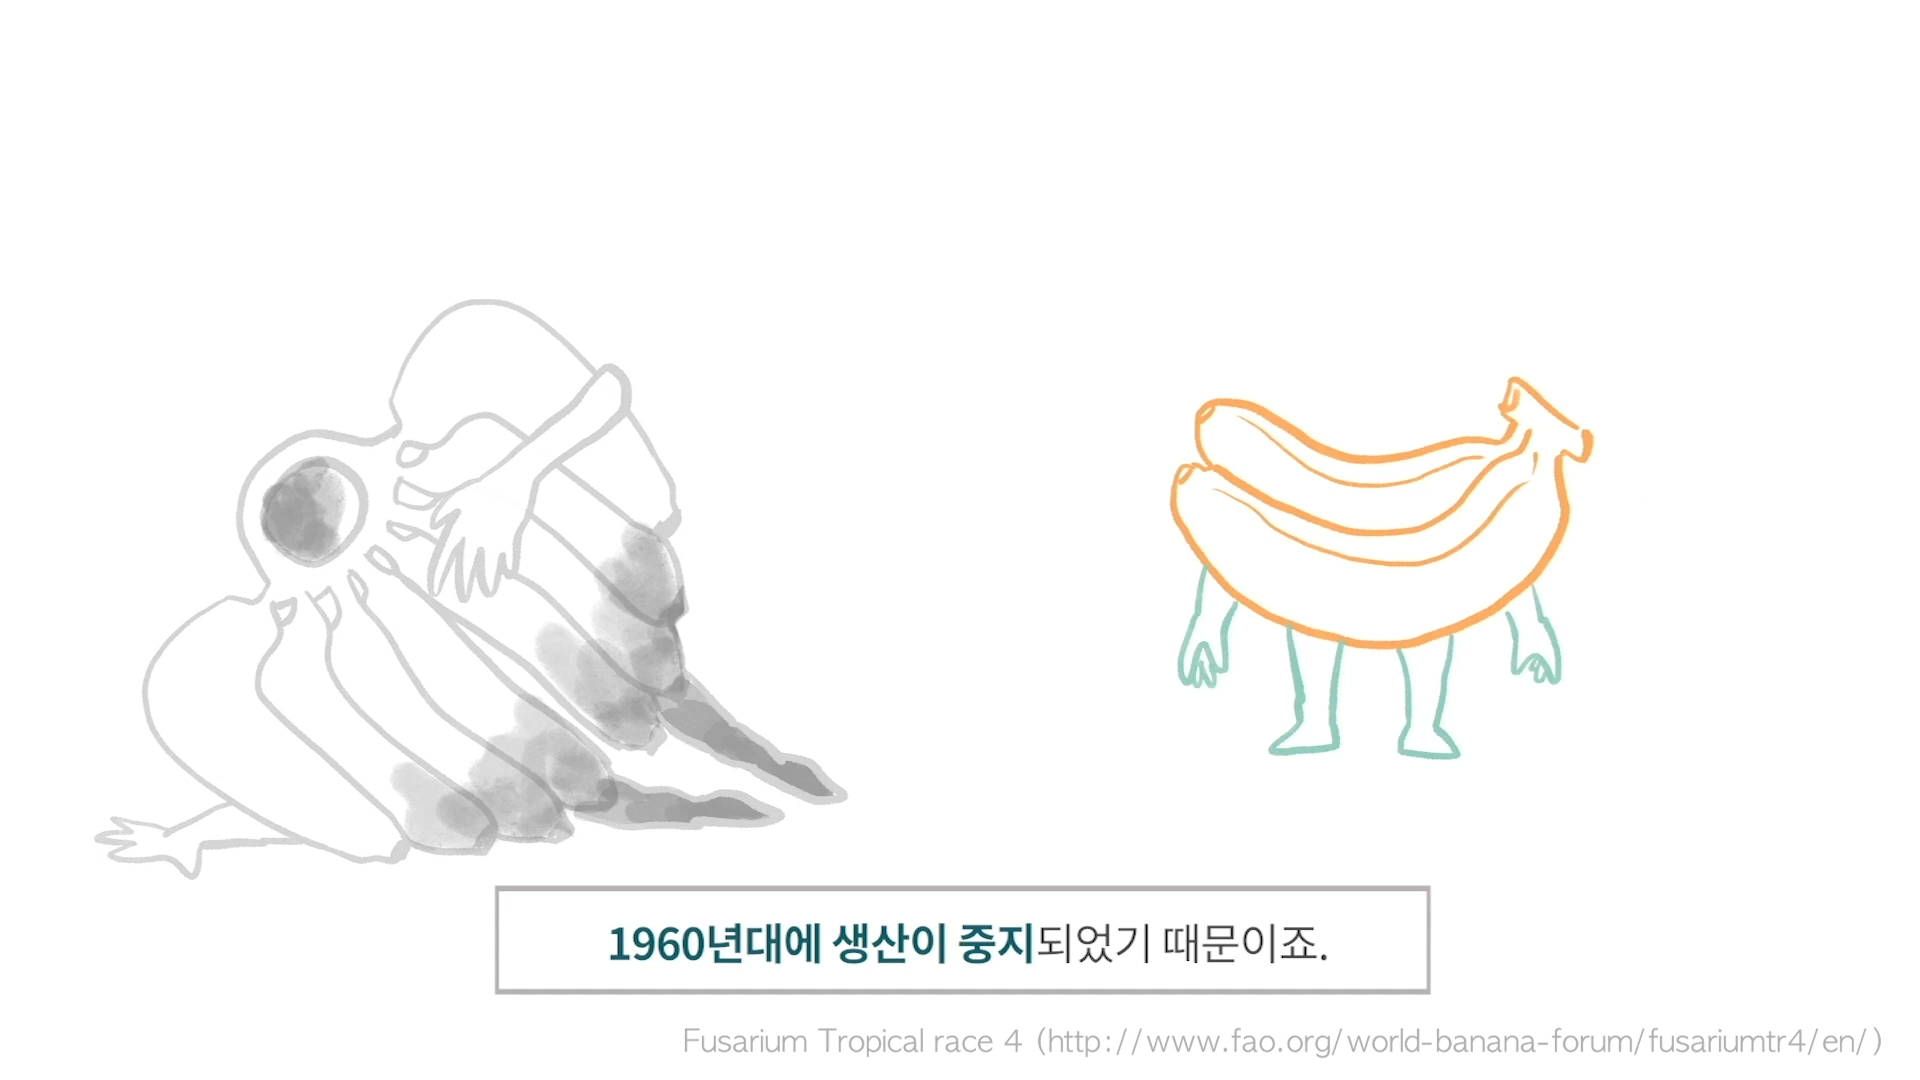 1960년대에 생산이 중지되었기 때문이죠.
Fusarium Tropical race 4 (http://www.fao.org/world-banana-forum/fusariumtr4/en/)